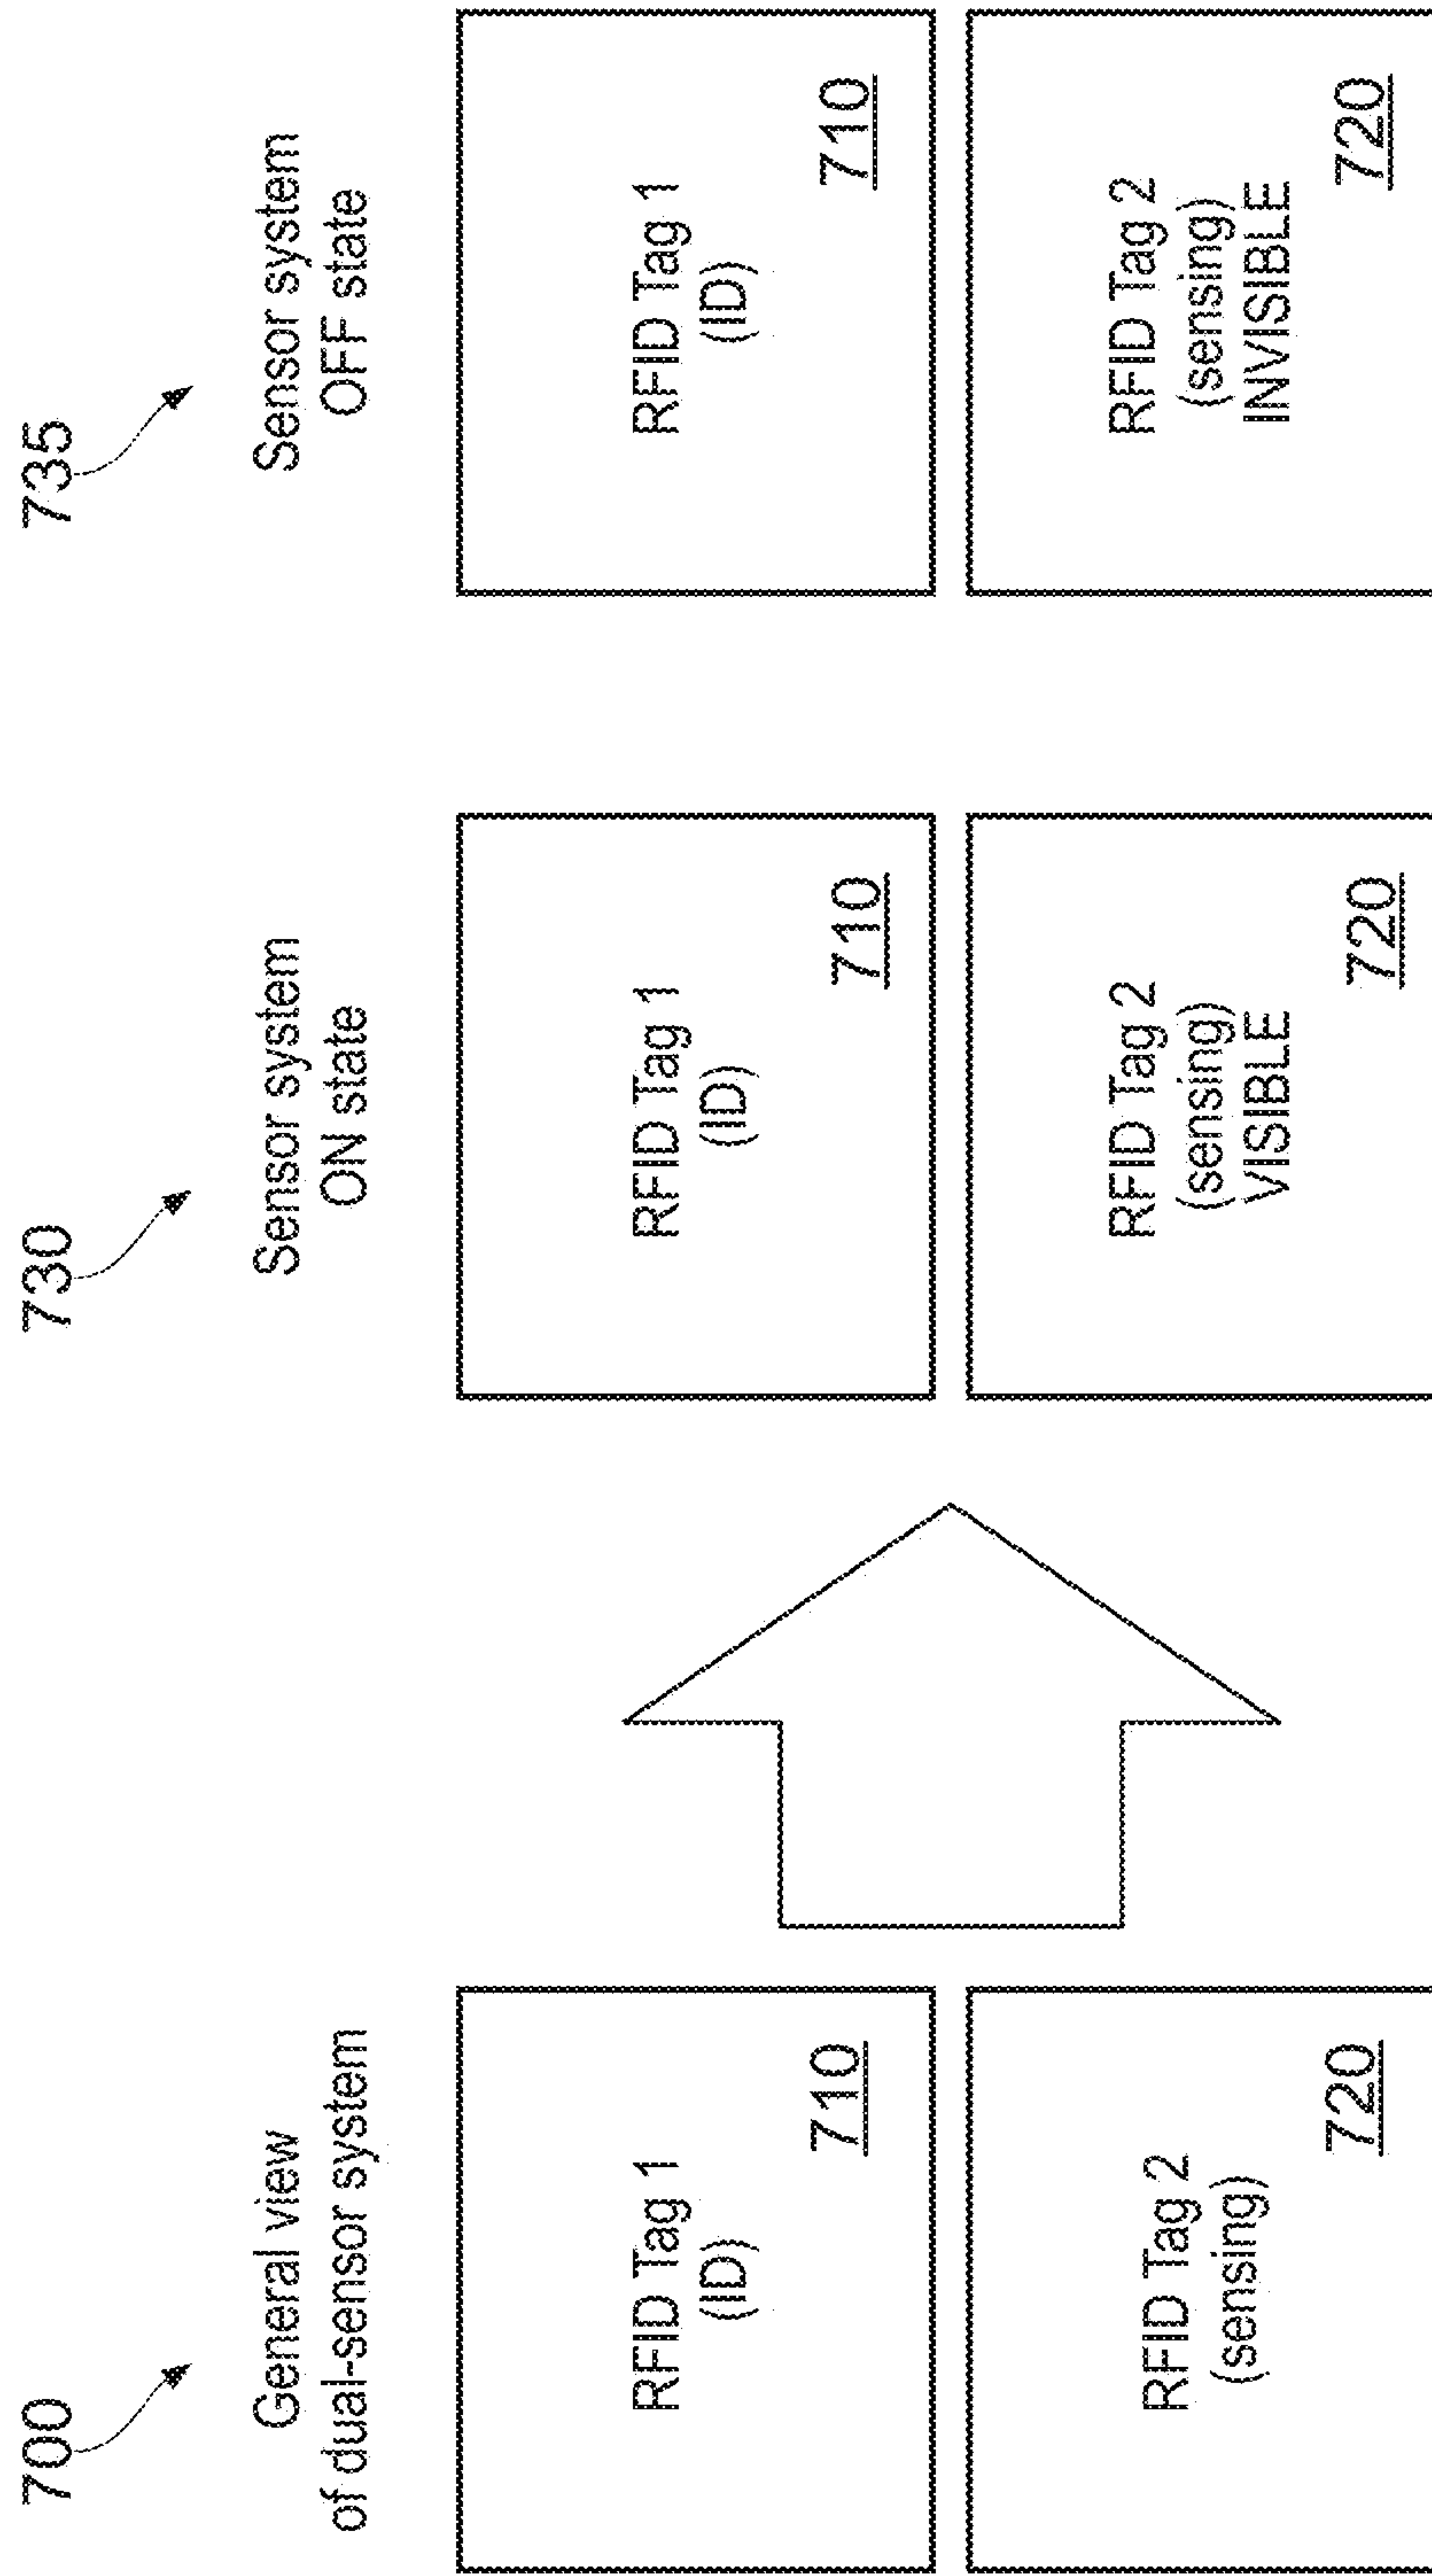 700
General view
of dual-sensor system
RFID Tag 1
(ID)
710
RFID Tag 2
(sensing)
720
730
Sensor system
ON state
RFID Tag 1
(ID)
710
RFID Tag 2
(sensing)
VISIBLE
720
735
Sensor system
OFF state
RFID Tag 1
(ID)
710
RFID Tag 2
(sensing)
INVISIBLE
720